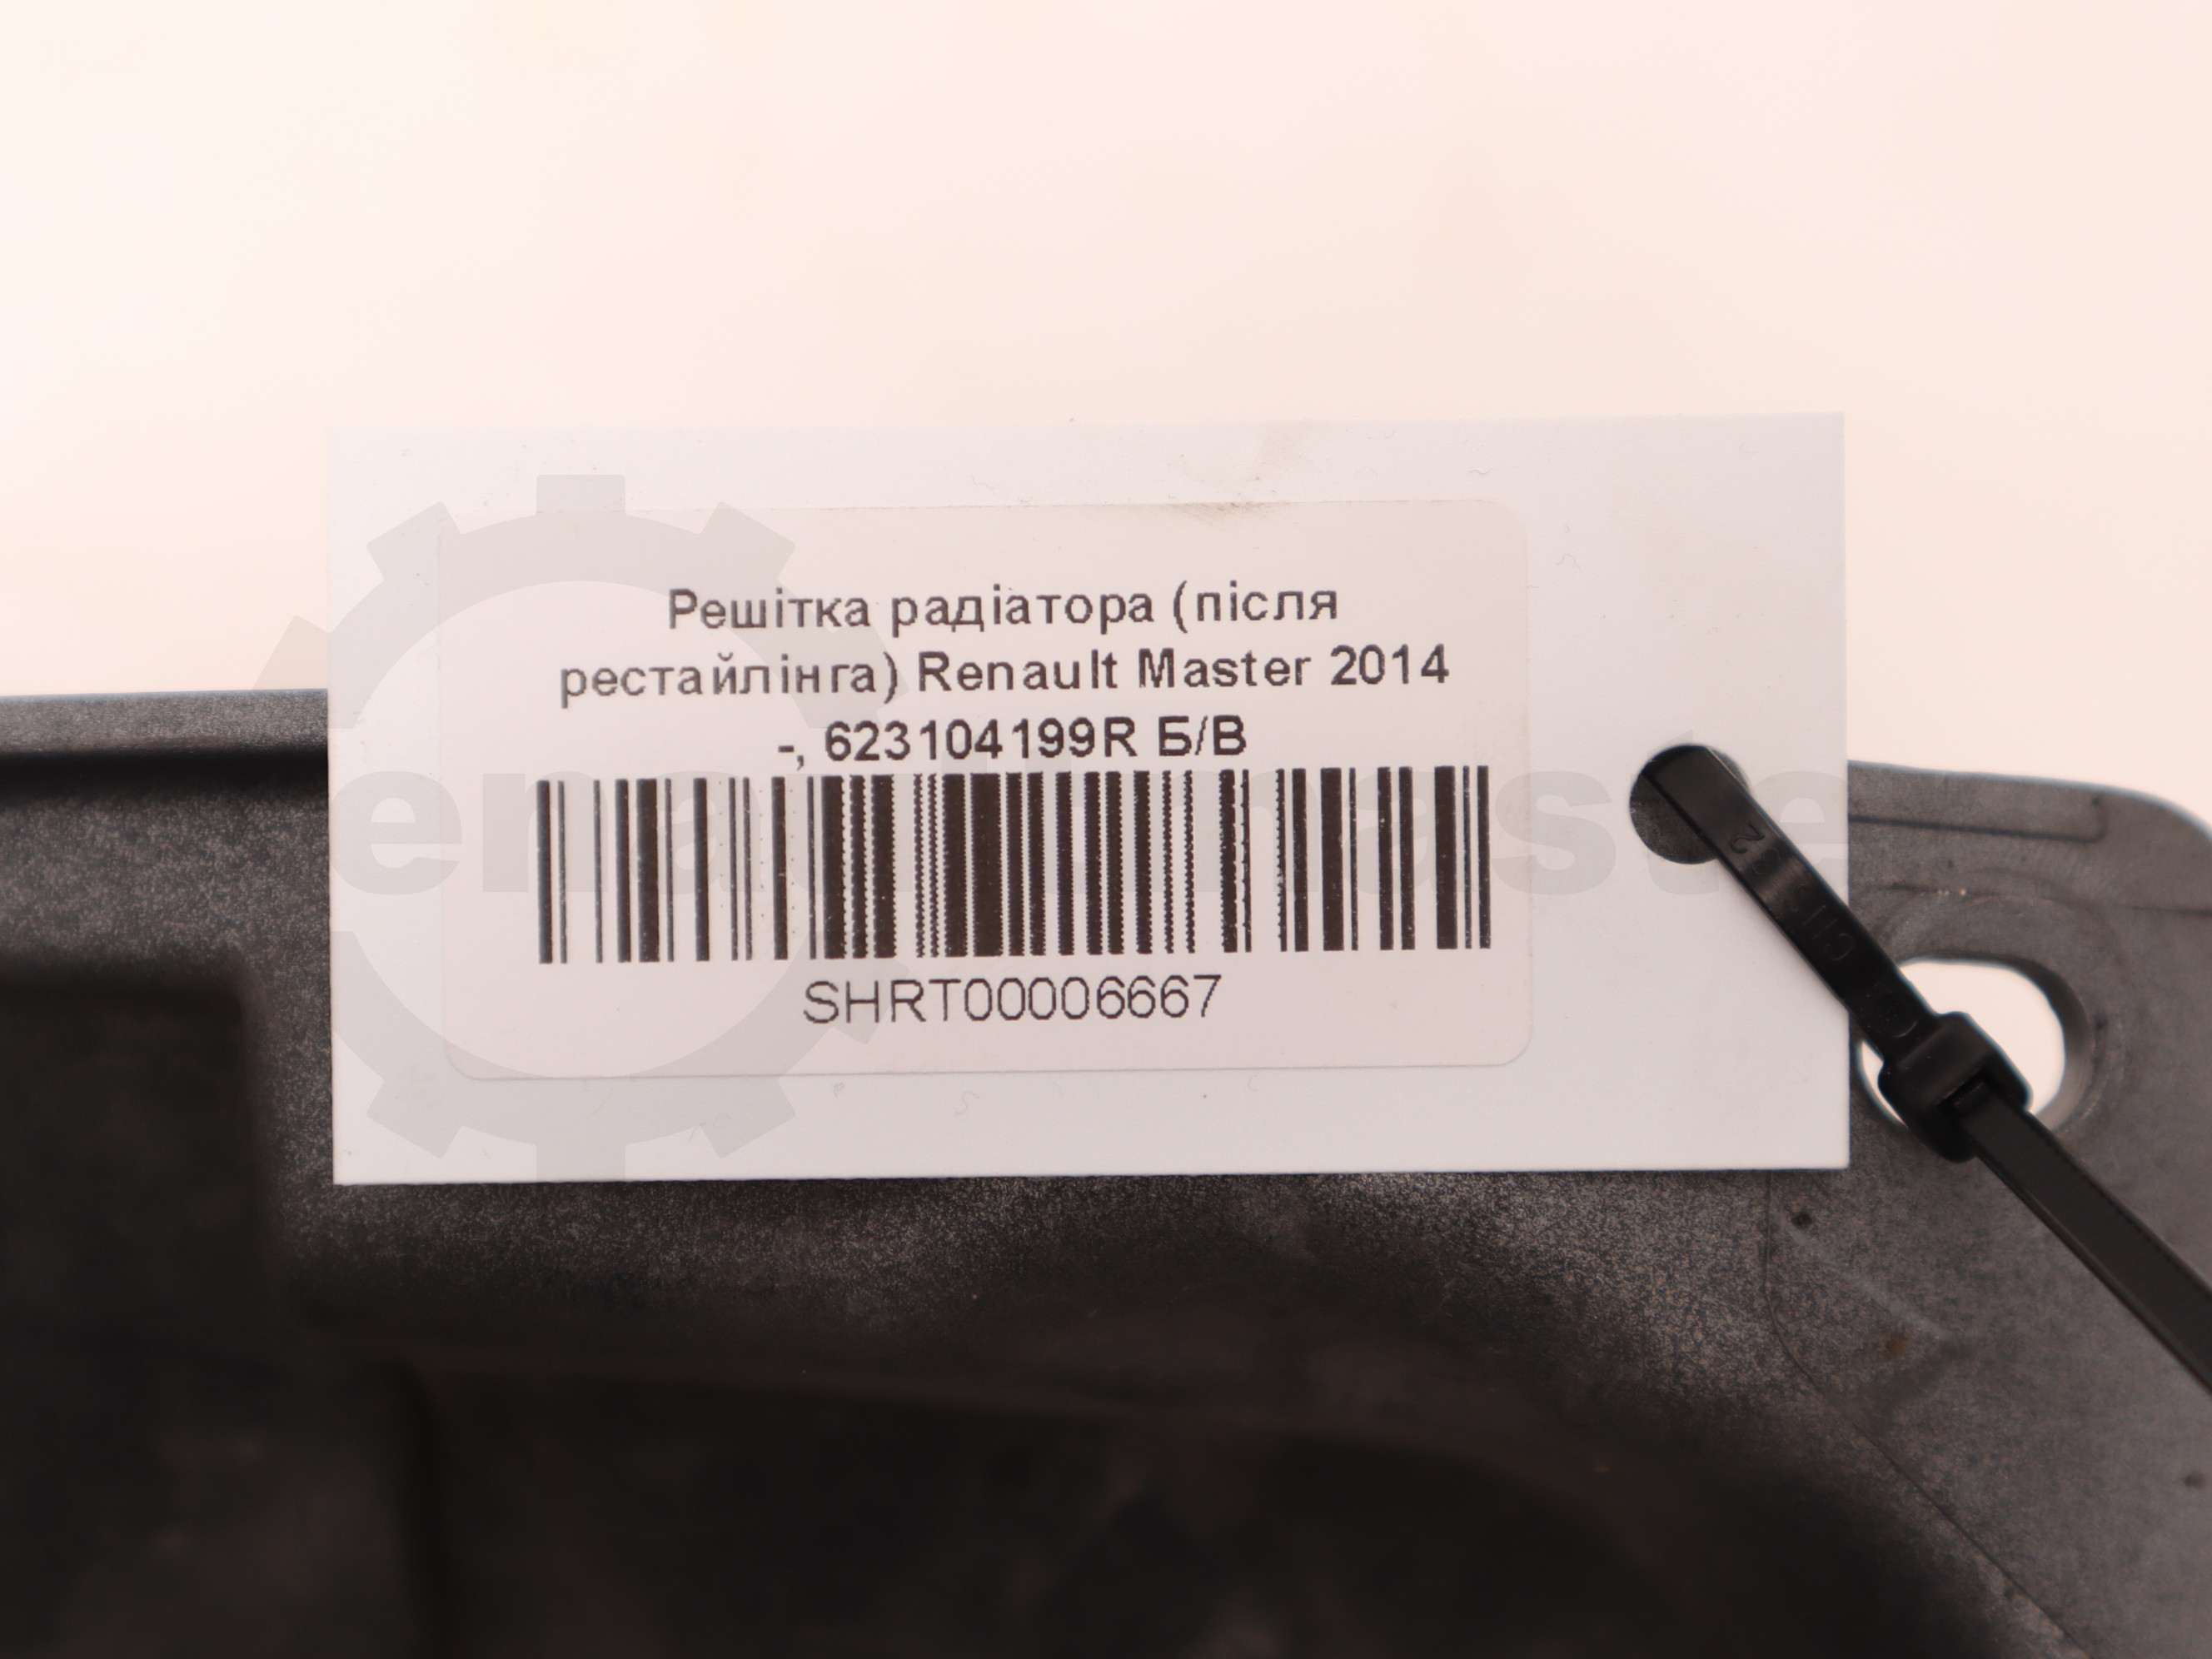 Решітка радіатора (після
рестайлінга) Renault Master 2014
-, 623104199R Б/В
SHRT00006667